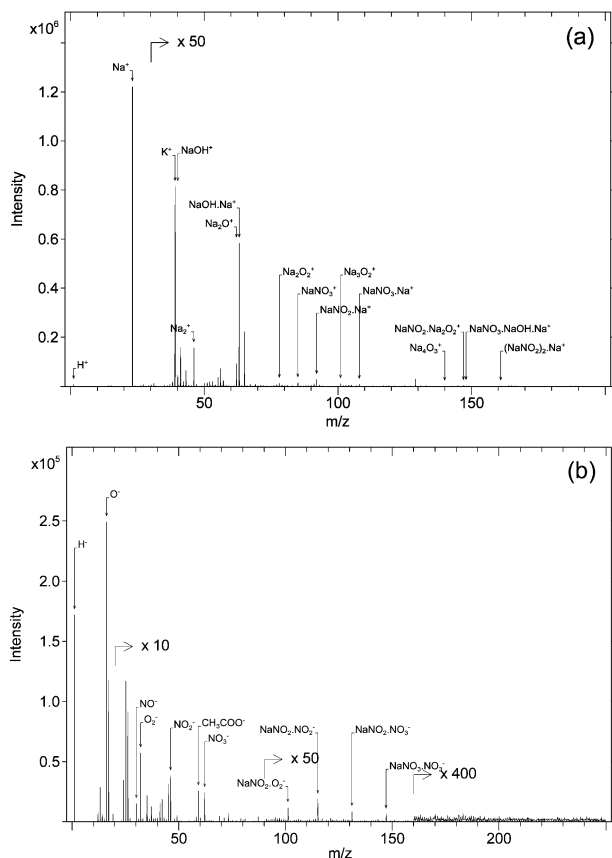 (a)
x10⁶
x 50
Na⁺
1.2
1.0
K⁺
NaOH⁺
0.8
NaOH.Na⁺
Na₂O⁺
0.6
Intensity
Na₂O₂⁺
Na₃O₂⁺
NaNO₃⁺
NaNO₃.Na⁺
0.4
NaNO₂.Na⁺
Na₂⁺
NaNO₂.Na₂O₂⁺
NaNO₃.NaOH.Na⁺
0.2
Na₄O₃⁺
(NaNO₂)₂.Na⁺
H⁺
50
100
150
m/z
(b)
x10⁵
O⁻
2.5
H⁻
2.0
1.5
x 10
Intensity
1.0
NO⁻
O₂⁻
NO₂⁻
CH₃COO⁻
NO₃⁻
NaNO₂.NO₂⁻
NaNO₂.NO₃⁻
x 50
0.5
NaNO₂.O₂⁻
NaNO₃.NO₃⁻
x 400
50
100
150
200
m/z